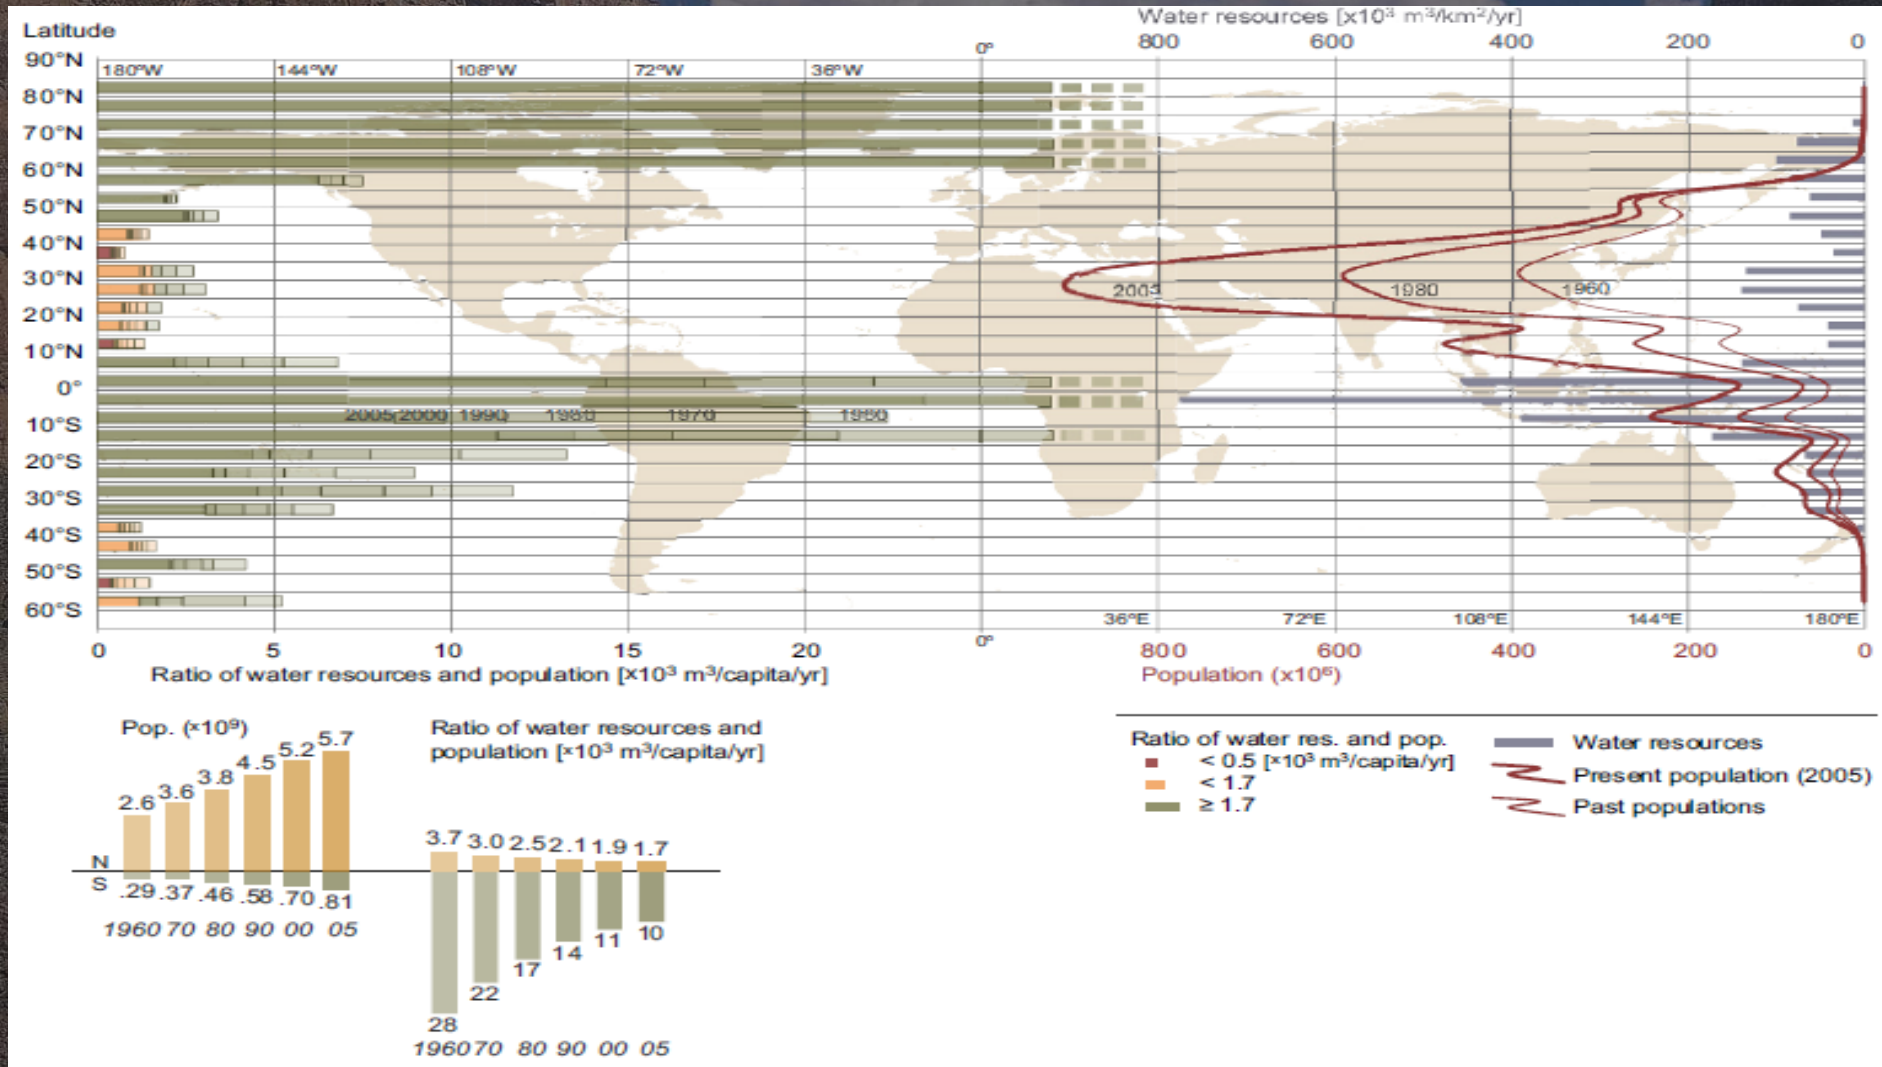 Water resources [x10³ m³/km²/yr]
Latitude
0° 800 600 400 200 0
90°N
180°W 144°W 108°W 72°W 36°W
80°N
70°N
60°N
50°N
40°N
30°N
2005 1980 1960
20°N
10°N
0°
2005 2000 1990 1980 1970 1960
10°S
20°S
30°S
40°S
50°S
60°S
36°E 72°E 108°E 144°E 180°E
0 5 10 15 20 0° 800 600 400 200 0
Ratio of water resources and population [x10³ m³/capita/yr]
Population (x10⁶)
Pop. (x10⁹)
2.6 3.6 3.8 4.5 5.2 5.7
N
S
.29 .37 .46 .58 .70 .81
1960 70 80 90 00 05
Ratio of water resources and
population [x10³ m³/capita/yr]
3.7 3.0 2.5 2.1 1.9 1.7
28 22 17 14 11 10
1960 70 80 90 00 05
Ratio of water res. and pop.
< 0.5 [x10³ m³/capita/yr]
< 1.7
≥ 1.7
Water resources
Present population (2005)
Past populations